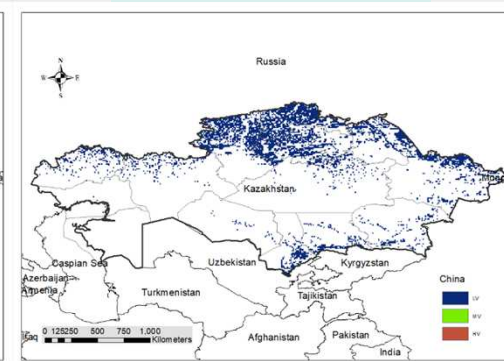 N
W E
S
Russia
Kazakhstan
Mong
Caspian Sea
Uzbekistan
Kyrgyzstan
Azerbaijan
Armenia
Turkmenistan
Tajikistan
China
LV
MV
HV
0 125250 500 750 1,000
Kilometers
Iraq
Afghanistan
Pakistan
India